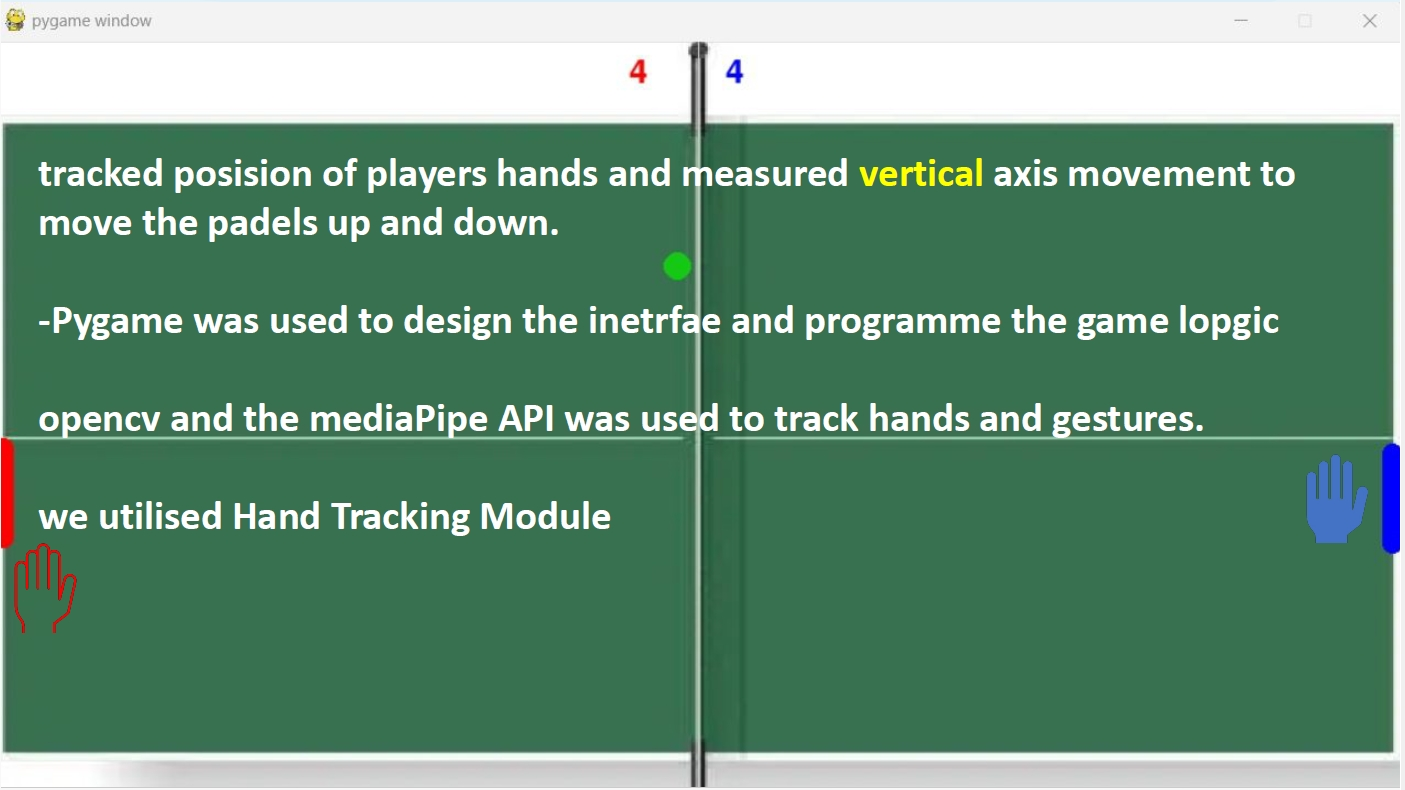 pygame window
4 4
tracked posision of players hands and measured vertical axis movement to
move the padels up and down.
-Pygame was used to design the inetrfae and programme the game lopgic
opencv and the mediaPipe API was used to track hands and gestures.
we utilised Hand Tracking Module